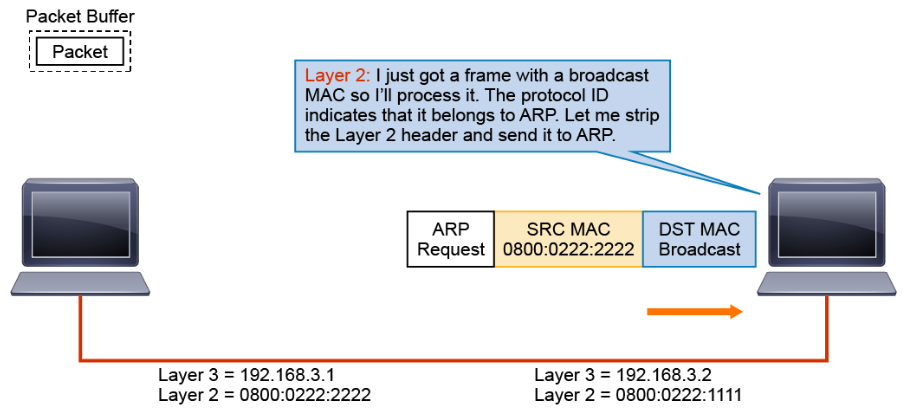 Packet Buffer
Packet
Layer 2: I just got a frame with a broadcast
MAC so I'll process it. The protocol ID
indicates that it belongs to ARP. Let me strip
the Layer 2 header and send it to ARP.
ARP
Request
SRC MAC
0800:0222:2222
DST MAC
Broadcast
Layer 3 = 192.168.3.1
Layer 2 = 0800:0222:2222
Layer 3 = 192.168.3.2
Layer 2 = 0800:0222:1111